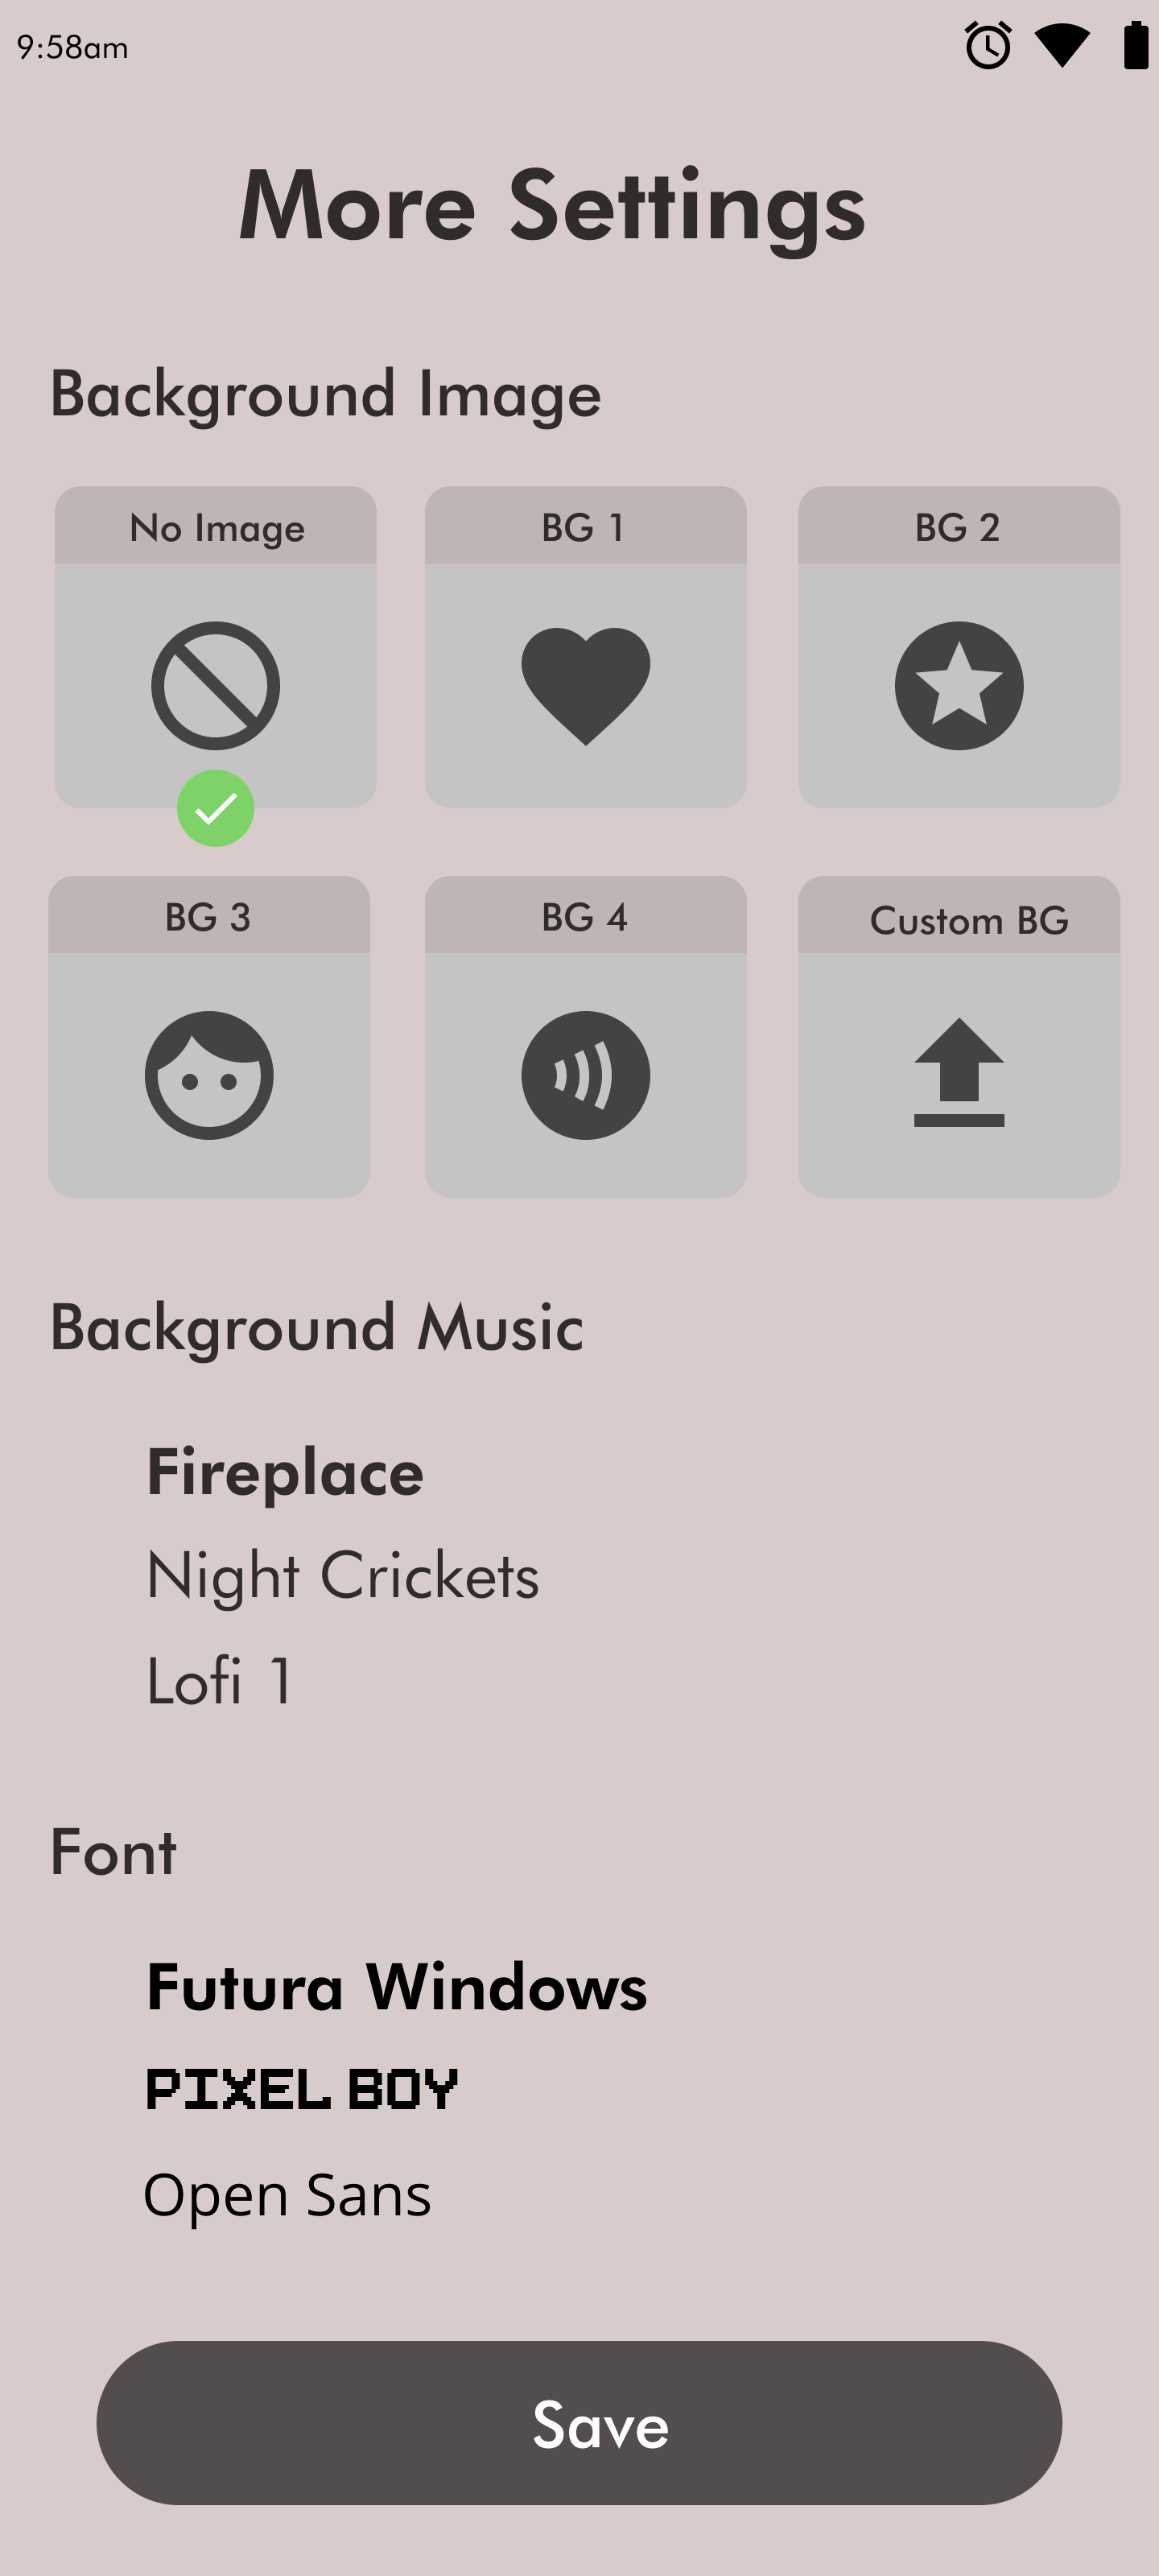 9:58am
More Settings
Background Image
No Image
BG 1
BG 2
BG 3
BG 4
Custom BG
Background Music
Fireplace
Night Crickets
Lofi 1
Font
Futura Windows
PIXEL BOY
Open Sans
Save